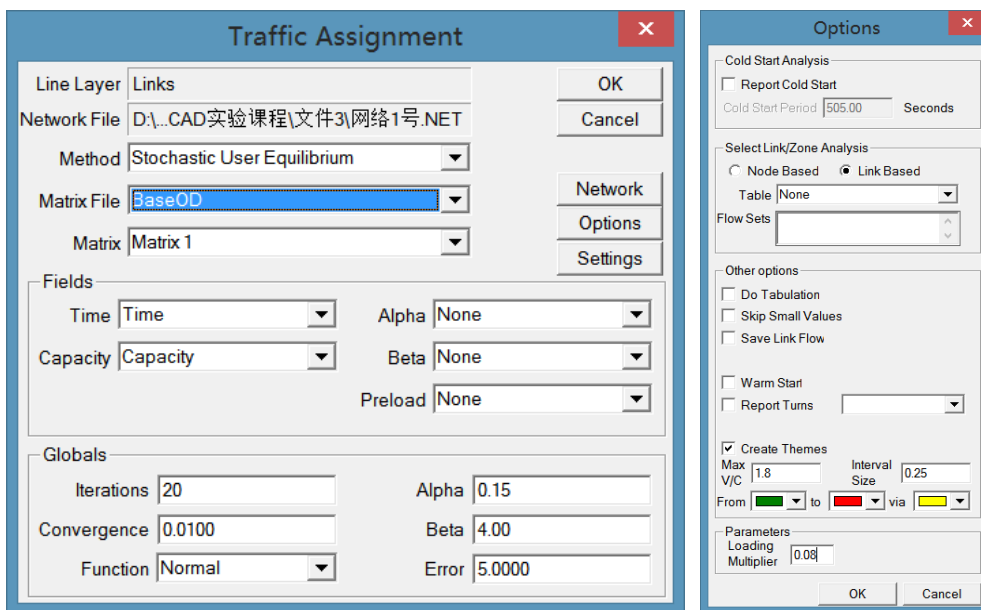 Traffic Assignment
Line Layer Links
OK
Network File D:\...CAD实验课程\文件3\网络1号.NET
Cancel
Method Stochastic User Equilibrium
Matrix File BaseOD
Network
Matrix Matrix 1
Options
Settings
Fields
Time Time
Alpha None
Capacity Capacity
Beta None
Preload None
Globals
Iterations 20
Alpha 0.15
Convergence 0.0100
Beta 4.00
Function Normal
Error 5.0000
Options
Cold Start Analysis
Report Cold Start
Cold Start Period 505.00 Seconds
Select Link/Zone Analysis
Node Based Link Based
Table None
Flow Sets
Other options
Do Tabulation
Skip Small Values
Save Link Flow
Warm Start
Report Turns
Create Themes
Max V/C 1.8
Interval Size 0.25
From to via
Parameters
Loading Multiplier 0.08
OK Cancel